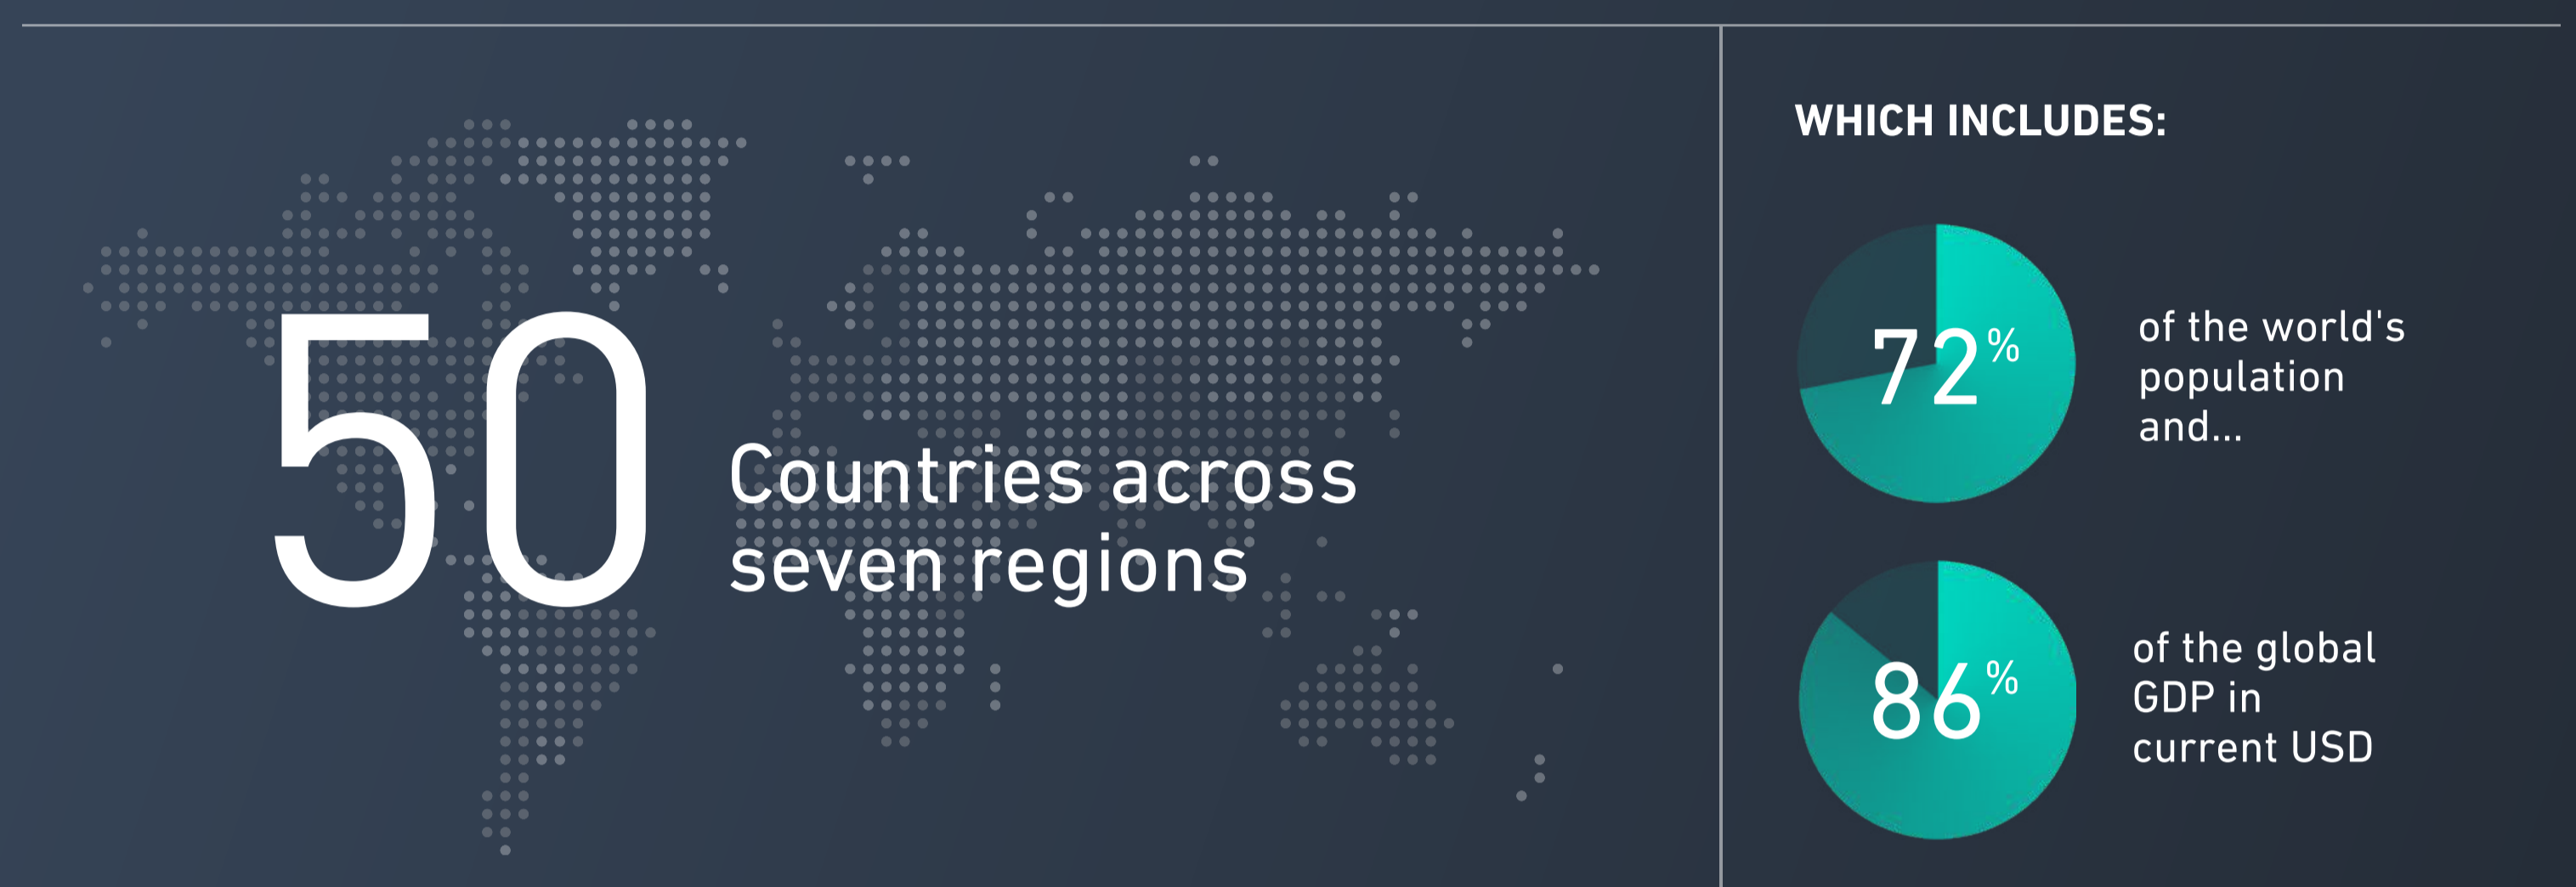 50
Countries across
seven regions
WHICH INCLUDES:
72%
of the world's
population
and...
86%
of the global
GDP in
current USD